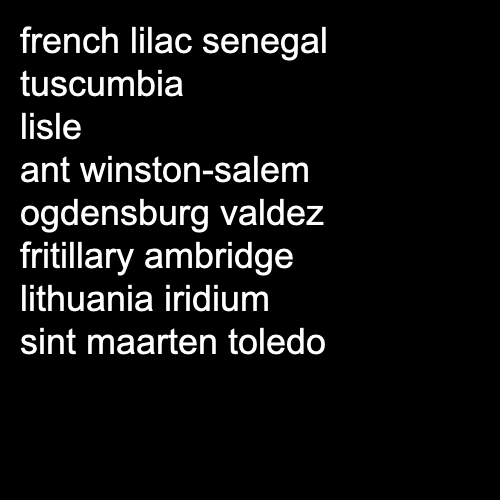 french lilac senegal
tuscumbia
lisle
ant winston-salem
ogdensburg valdez
fritillary ambridge
lithuania iridium
sint maarten toledo